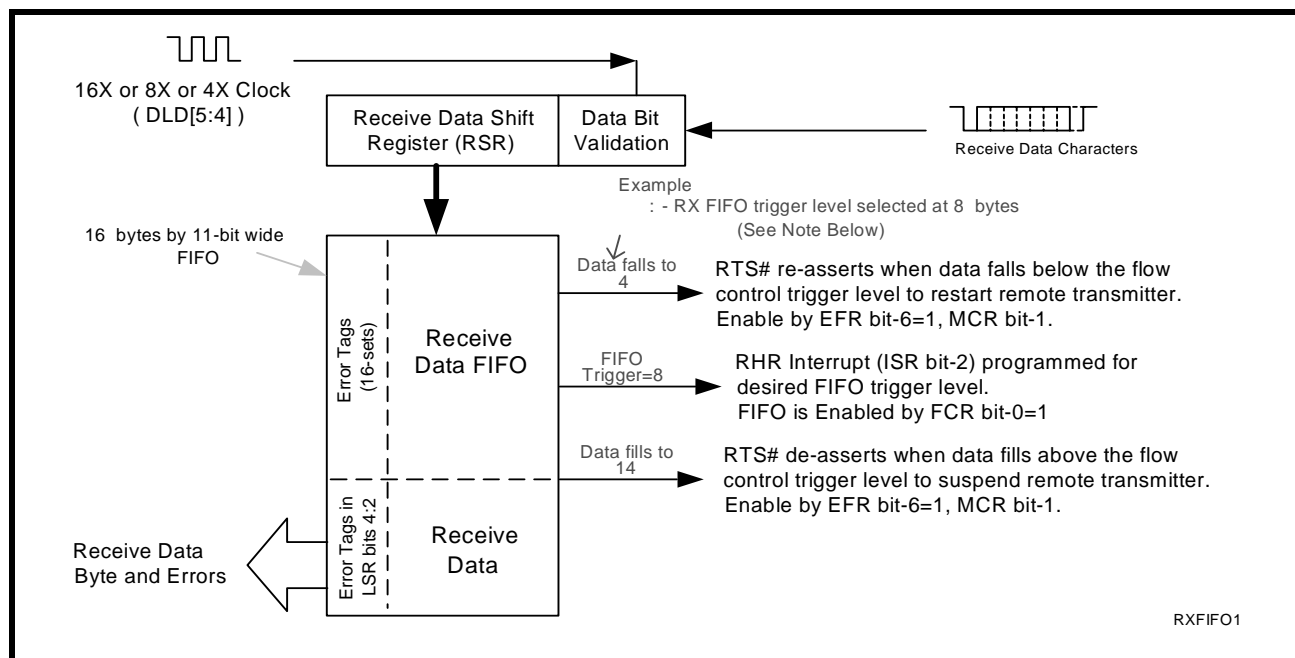 16X or 8X or 4X Clock
( DLD[5:4] )
Receive Data Shift
Register (RSR)
Data Bit
Validation
Receive Data Characters
Example
: - RX FIFO trigger level selected at 8 bytes
(See Note Below)
16 bytes by 11-bit wide
FIFO
Error Tags
(16-sets)
Receive
Data FIFO
Data falls to
4
RTS# re-asserts when data falls below the flow
control trigger level to restart remote transmitter.
Enable by EFR bit-6=1, MCR bit-1.
FIFO
Trigger=8
RHR Interrupt (ISR bit-2) programmed for
desired FIFO trigger level.
FIFO is Enabled by FCR bit-0=1
Data fills to
14
RTS# de-asserts when data fills above the flow
control trigger level to suspend remote transmitter.
Enable by EFR bit-6=1, MCR bit-1.
Error Tags in
LSR bits 4:2
Receive
Data
Receive Data
Byte and Errors
RXFIFO1